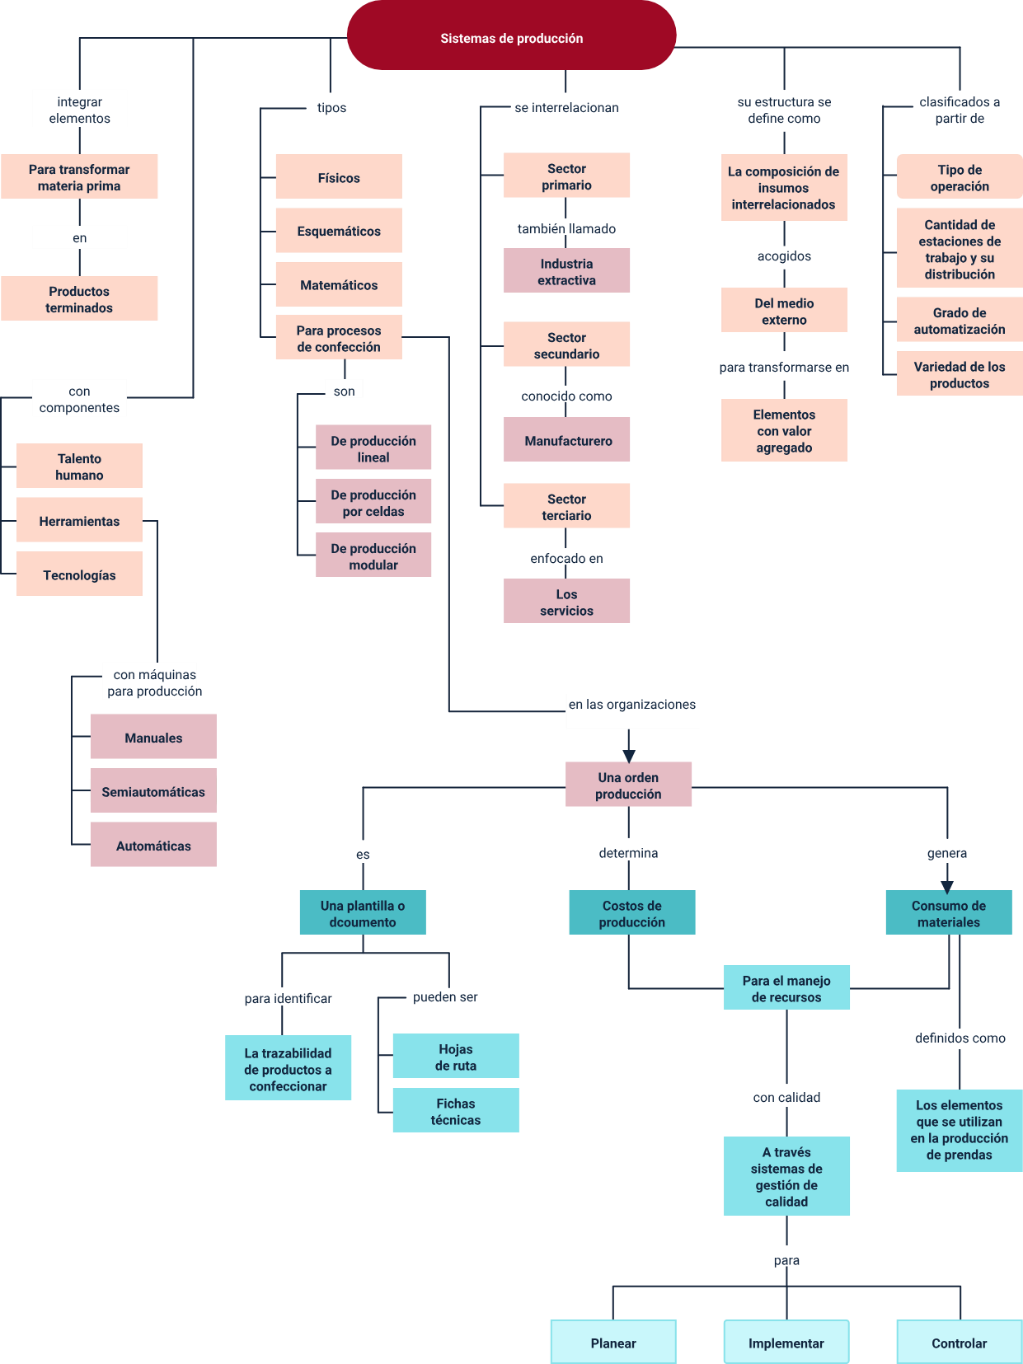 Sistemas de producción
integrar
elementos
Para transformar
materia prima
en
Productos
terminados
con
componentes
Talento
humano
Herramientas
Tecnologías
con máquinas
para producción
Manuales
Semiautomáticas
Automáticas
tipos
Físicos
Esquemáticos
Matemáticos
Para procesos
de confección
son
De producción
lineal
De producción
por celdas
De producción
modular
se interrelacionan
Sector
primario
también llamado
Industria
extractiva
Sector
secundario
conocido como
Manufacturero
Sector
terciario
enfocado en
Los
servicios
su estructura se
define como
La composición de
insumos
interrelacionados
acogidos
Del medio
externo
para transformarse en
Elementos
con valor
agregado
clasificados a
partir de
Tipo de
operación
Cantidad de
estaciones de
trabajo y su
distribución
Grado de
automatización
Variedad de los
productos
en las organizaciones
Una orden
producción
es
Una plantilla o
dcoumento
para identificar
La trazabilidad
de productos a
confeccionar
pueden ser
Hojas
de ruta
Fichas
técnicas
determina
Costos de
producción
genera
Consumo de
materiales
Para el manejo
de recursos
con calidad
A través
sistemas de
gestión de
calidad
definidos como
Los elementos
que se utilizan
en la producción
de prendas
para
Planear
Implementar
Controlar